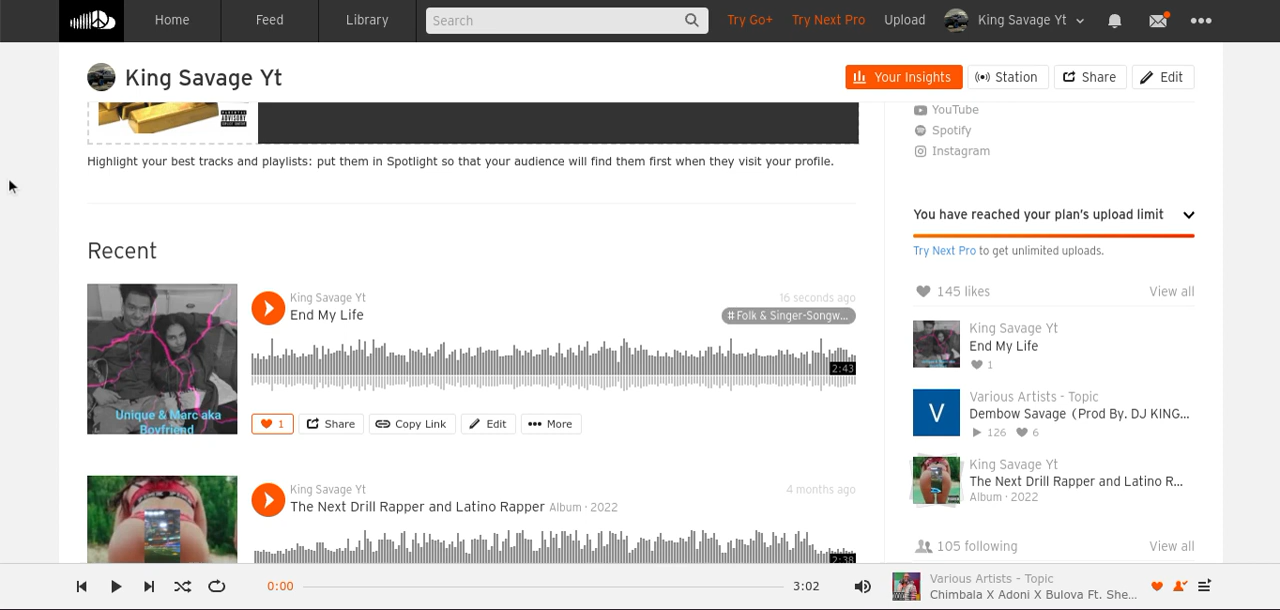 Home Feed Library Search Try Go+ Try Next Pro Upload King Savage Yt
King Savage Yt Your Insights Station Share Edit
Highlight your best tracks and playlists: put them in Spotlight so that your audience will find them first when they visit your profile.
Recent
King Savage Yt 16 seconds ago
End My Life # Folk & Singer-Songw...
2:43
Unique & Marc aka
Boyfriend
1 Share Copy Link Edit More
King Savage Yt 4 months ago
The Next Drill Rapper and Latino Rapper Album · 2022
2:38
YouTube
Spotify
Instagram
You have reached your plan's upload limit
Try Next Pro to get unlimited uploads.
145 likes View all
King Savage Yt
End My Life
1
V
Various Artists - Topic
Dembow Savage (Prod By. DJ KING...
126 6
King Savage Yt
The Next Drill Rapper and Latino R...
Album · 2022
105 following View all
0:00 3:02
Various Artists - Topic
Chimbala X Adoni X Bulova Ft. She...